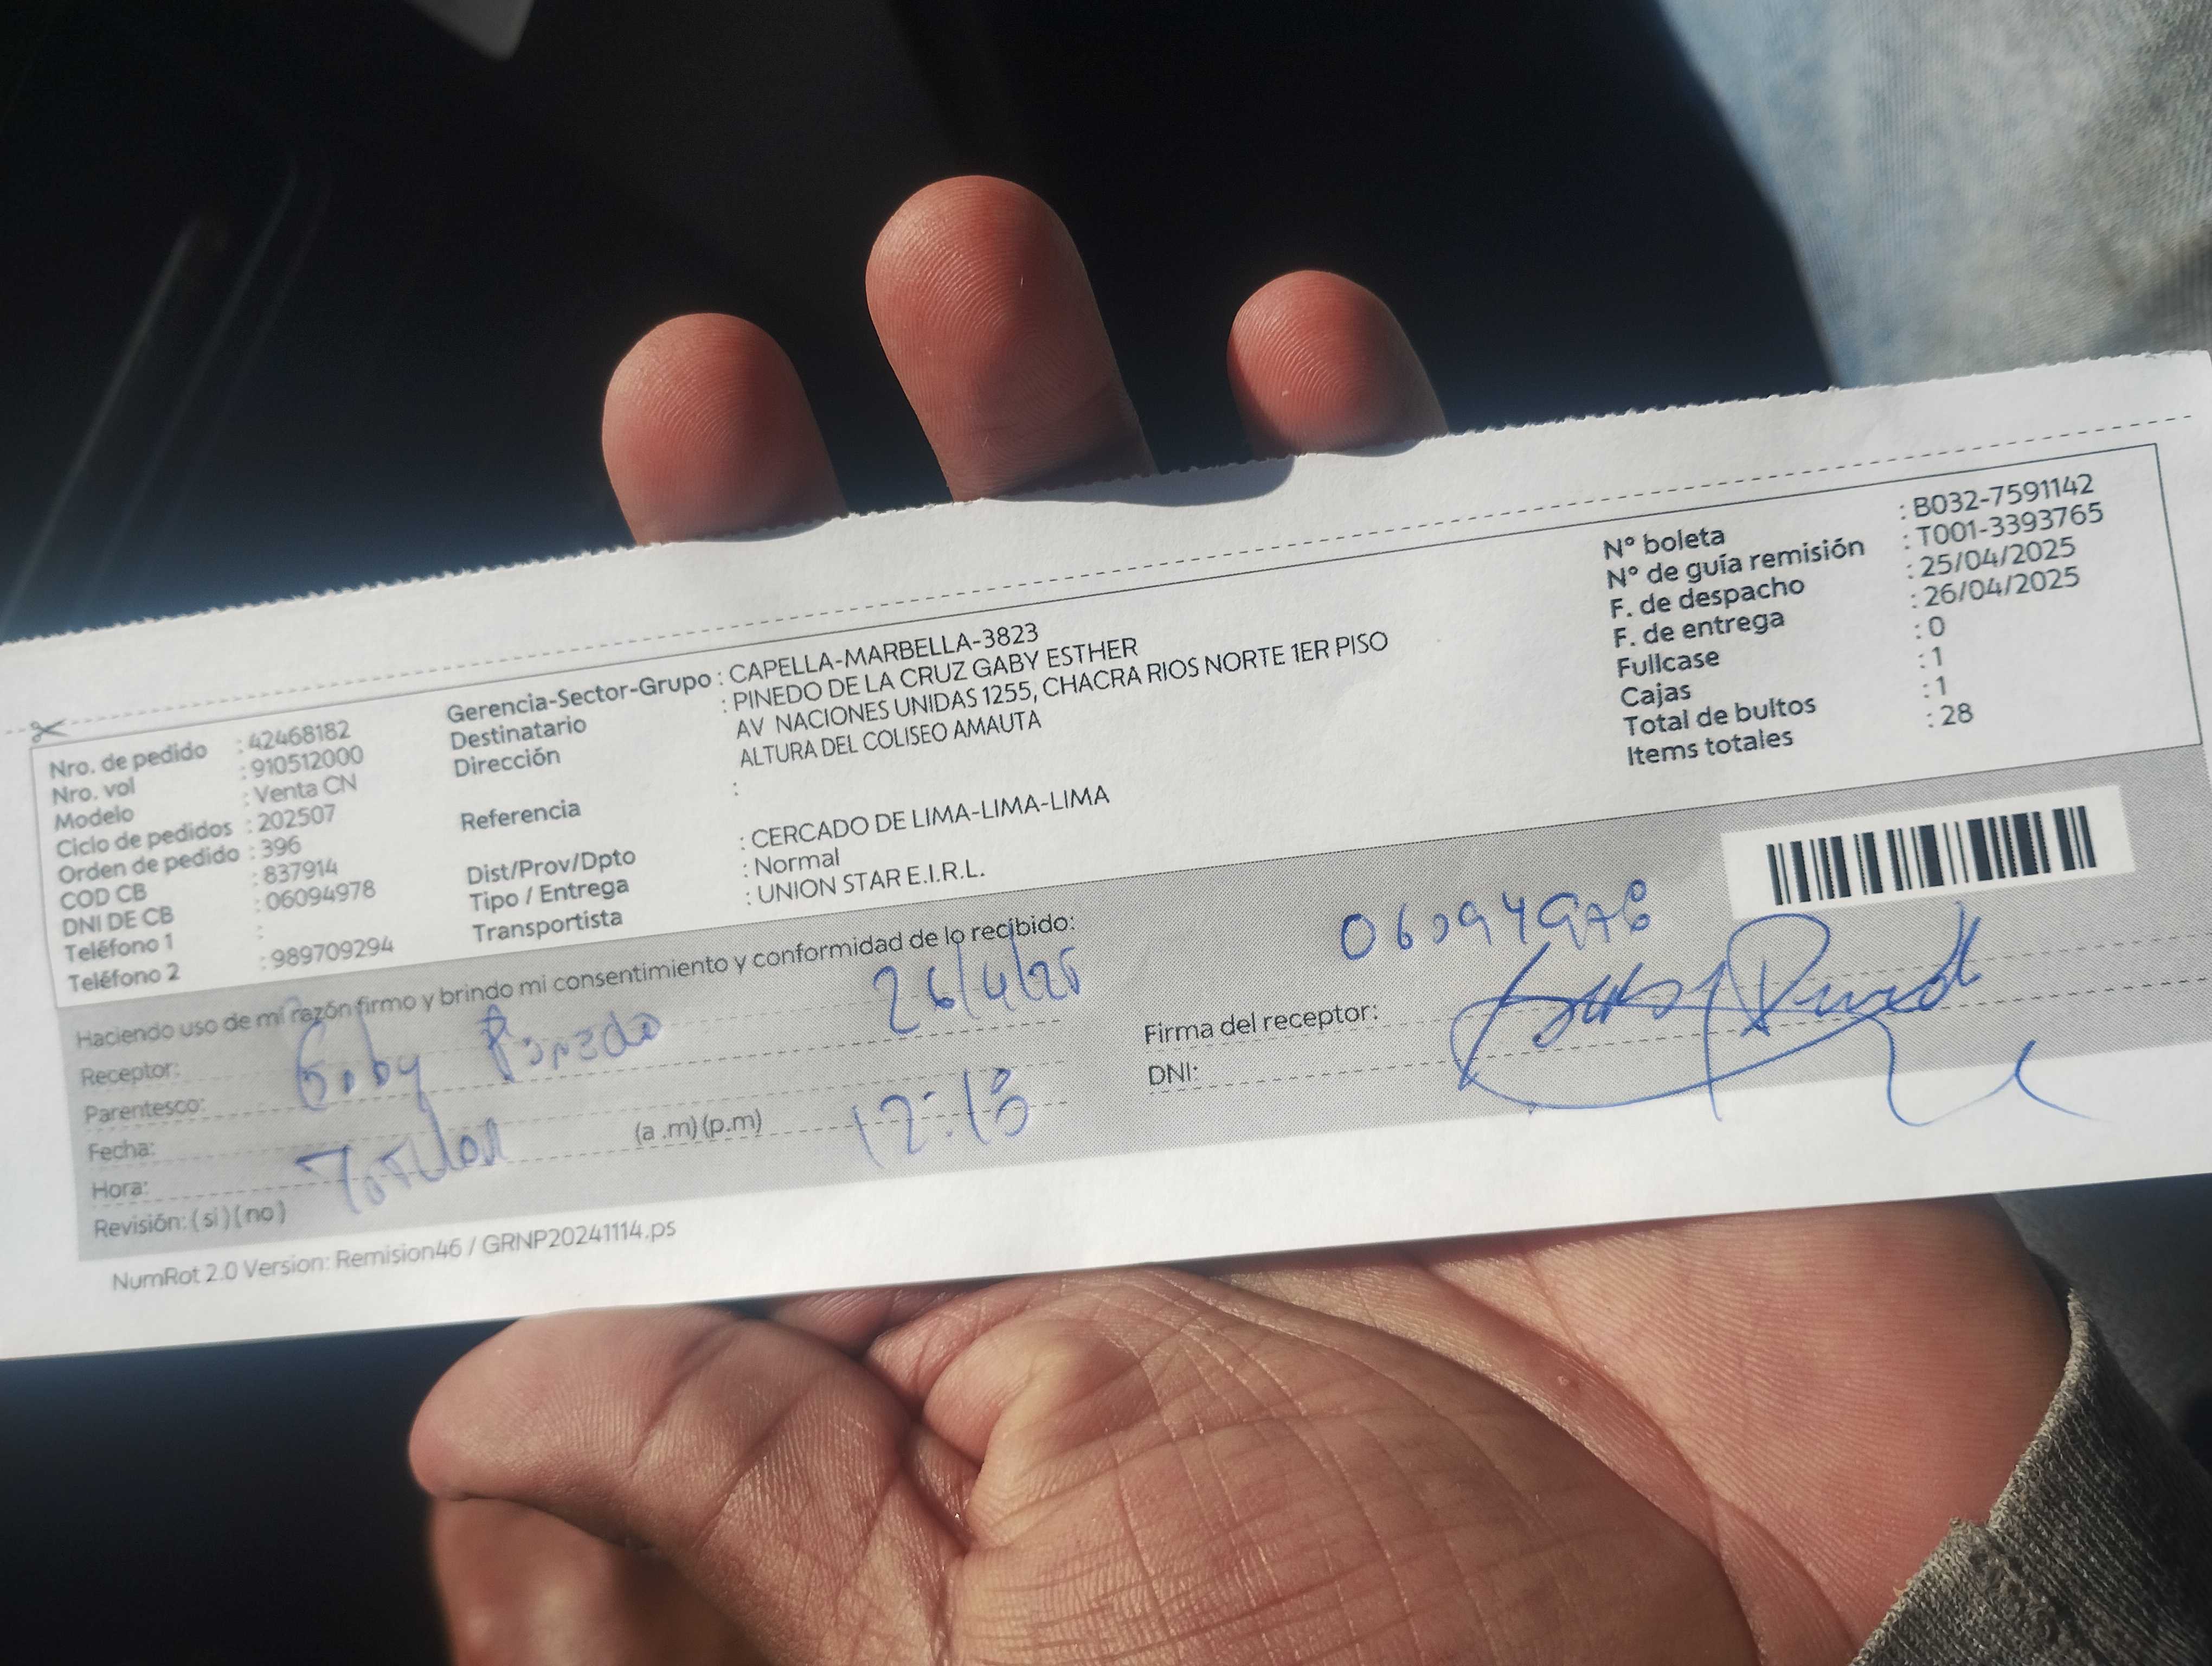 Nro. de pedido : 42468182
Nro. vol : 910512000
Modelo : Venta CN
Ciclo de pedidos : 202507
Orden de pedido : 396
COD CB : 837914
DNI DE CB : 06094978
Teléfono 1 :
Teléfono 2 : 989709294
Gerencia-Sector-Grupo : CAPELLA-MARBELLA-3823
Destinatario : PINEDO DE LA CRUZ GABY ESTHER
Dirección AV NACIONES UNIDAS 1255, CHACRA RIOS NORTE 1ER PISO
ALTURA DEL COLISEO AMAUTA
Referencia :
Dist/Prov/Dpto : CERCADO DE LIMA-LIMA-LIMA
Tipo / Entrega : Normal
Transportista : UNION STAR E.I.R.L.
N° boleta : B032-7591142
N° de guía remisión : T001-3393765
F. de despacho : 25/04/2025
F. de entrega : 26/04/2025
Fullcase : 0
Cajas : 1
Total de bultos : 1
Items totales : 28
Haciendo uso de mi razón firmo y brindo mi consentimiento y conformidad de lo recibido:
Receptor: Gaby Pinedo 26/4/25
Parentesco:
Fecha: Titular
Hora: (a .m) (p.m) 12:13
Revisión: ( si ) ( no )
06094978
Firma del receptor:
DNI:
NumRot 2.0 Version: Remision46 / GRNP20241114.ps